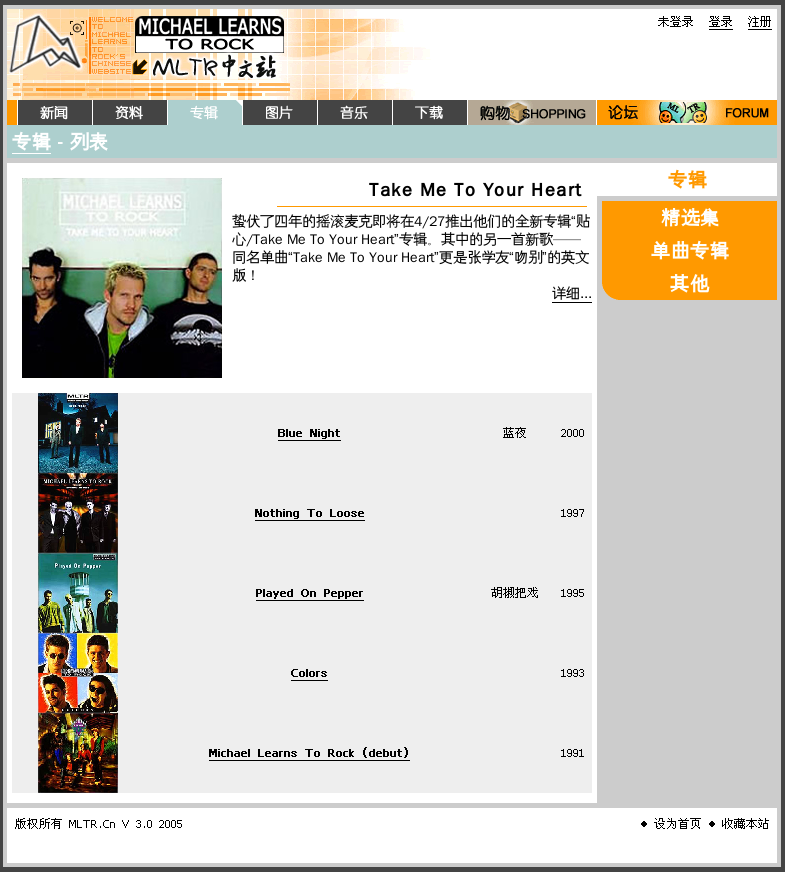 WELCOME
TO
MICHAEL
LEARNS
TO
ROCK'S
CHINESE
WEBSITE
MICHAEL LEARNS
TO ROCK
MLTR中文站
未登录 登录 注册
新闻 资料 专辑 图片 音乐 下载 购物 SHOPPING 论坛 MLTR FORUM
专辑 - 列表
MICHAEL LEARNS
TO ROCK
TAKE ME TO YOUR HEART
Take Me To Your Heart
蛰伏了四年的摇滚麦克即将在4/27推出他们的全新专辑“贴
心/Take Me To Your Heart”专辑。其中的另一首新歌——
同名单曲“Take Me To Your Heart”更是张学友“吻别”的英文
版！
详细...
专辑
精选集
单曲专辑
其他
MLTR
Blue Night 蓝夜 2000
MICHAEL LEARNS TO ROCK
Nothing To Loose 1997
Played On Pepper
Played On Pepper 胡椒把戏 1995
Colors 1993
Michael Learns To Rock (debut) 1991
版权所有 MLTR.Cn V 3.0 2005
◆ 设为首页 ◆ 收藏本站